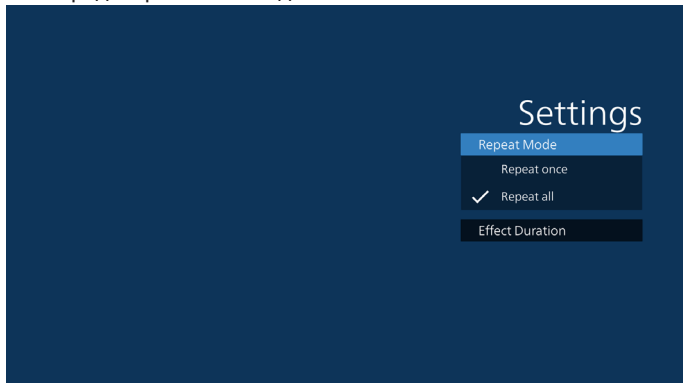 Settings
Repeat Mode
Repeat once
Repeat all
Effect Duration